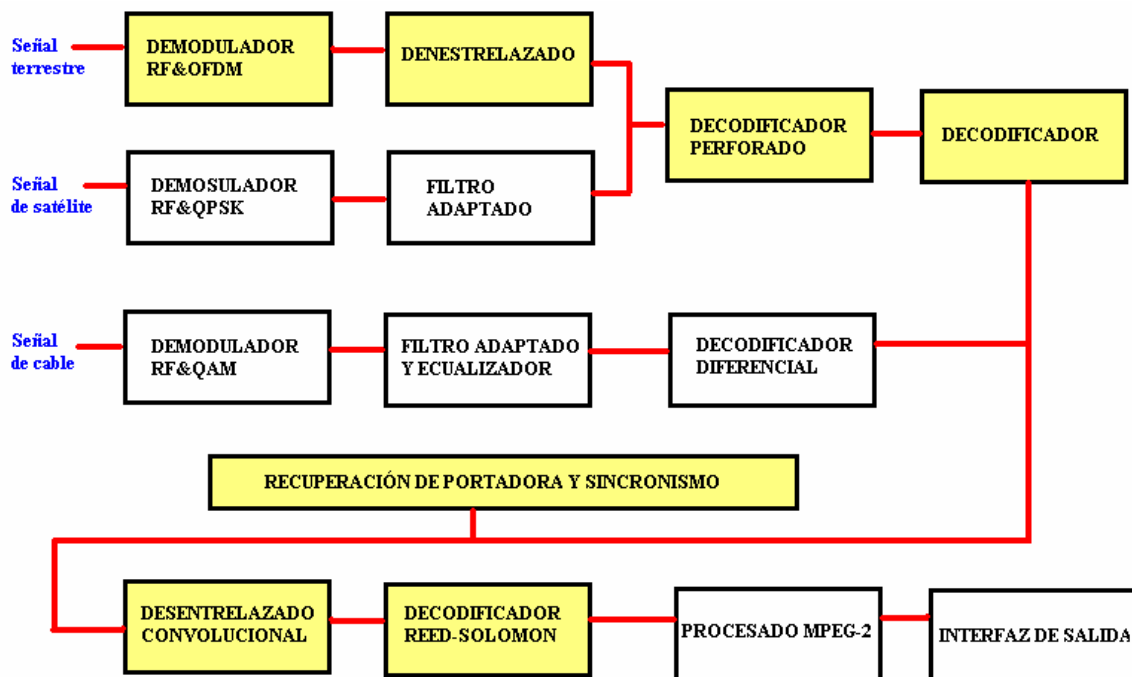 Señal
terrestre
DEMODULADOR
RF&OFDM
DENESTRELAZADO
DECODIFICADOR
PERFORADO
DECODIFICADOR
Señal
de satélite
DEMOSULADOR
RF&QPSK
FILTRO
ADAPTADO
Señal
de cable
DEMODULADOR
RF&QAM
FILTRO ADAPTADO
Y ECUALIZADOR
DECODIFICADOR
DIFERENCIAL
RECUPERACIÓN DE PORTADORA Y SINCRONISMO
DESENTRELAZADO
CONVOLUCIONAL
DECODIFICADOR
REED-SOLOMON
PROCESADO MPEG-2
INTERFAZ DE SALIDA